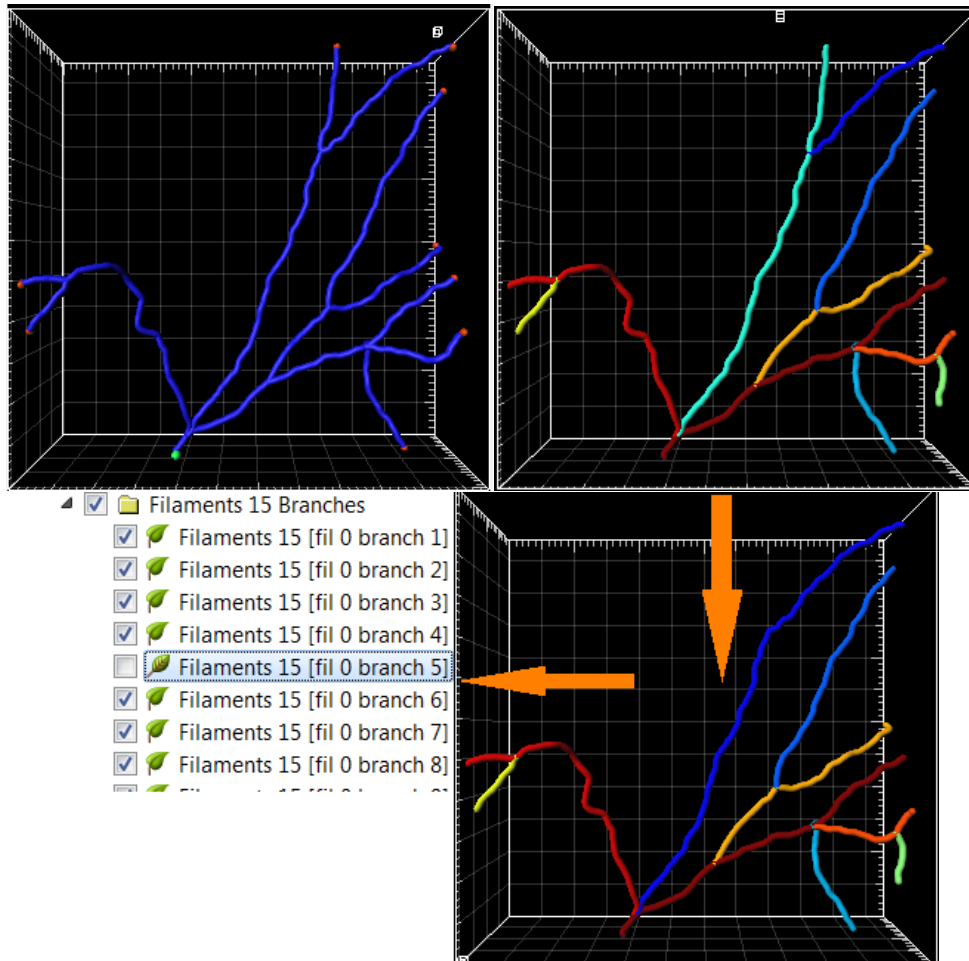 Filaments 15 Branches
Filaments 15 [fil 0 branch 1]
Filaments 15 [fil 0 branch 2]
Filaments 15 [fil 0 branch 3]
Filaments 15 [fil 0 branch 4]
Filaments 15 [fil 0 branch 5]
Filaments 15 [fil 0 branch 6]
Filaments 15 [fil 0 branch 7]
Filaments 15 [fil 0 branch 8]